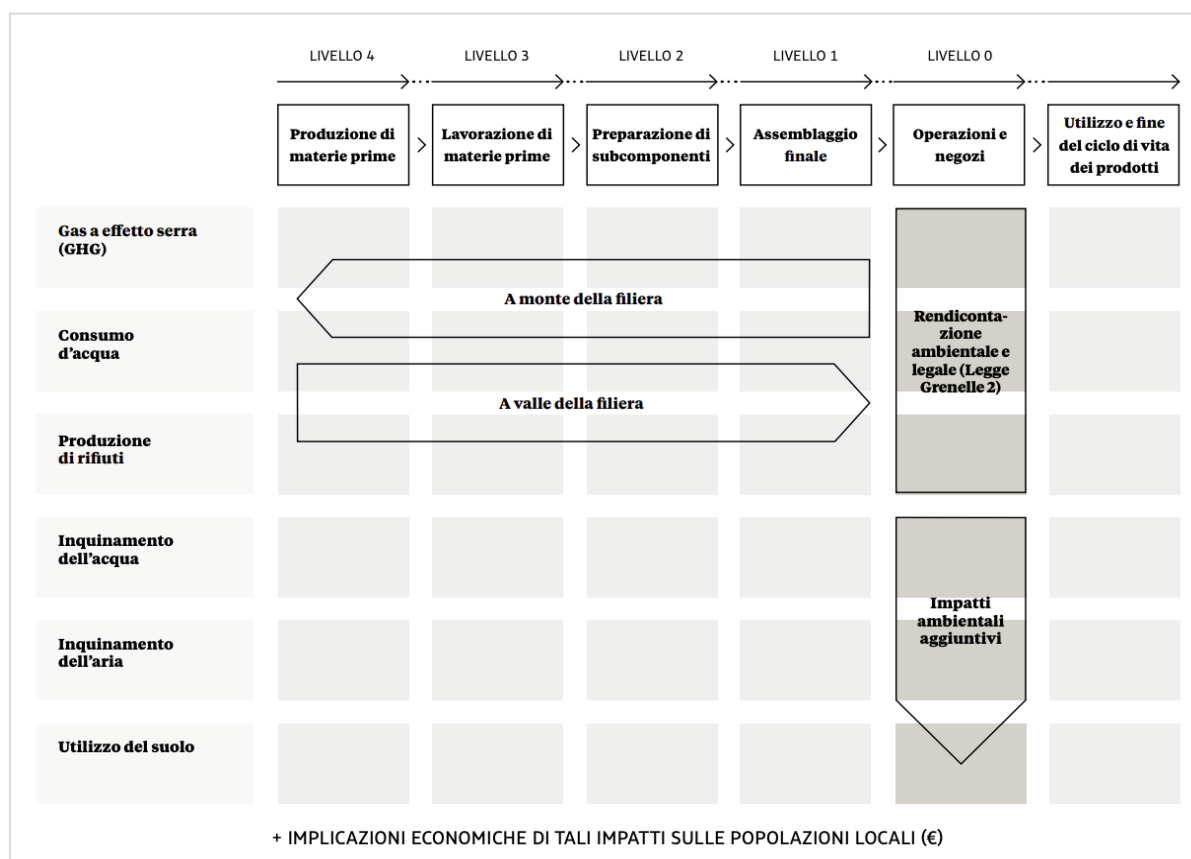 LIVELLO 4
LIVELLO 3
LIVELLO 2
LIVELLO 1
LIVELLO 0
Produzione di
materie prime
Lavorazione di
materie prime
Preparazione di
subcomponenti
Assemblaggio
finale
Operazioni e
negozi
Utilizzo e fine
del ciclo di vita
dei prodotti
Gas a effetto serra
(GHG)
A monte della filiera
Consumo
d’acqua
Rendiconta-
zione
ambientale e
legale (Legge
Grenelle 2)
A valle della filiera
Produzione
di rifiuti
Inquinamento
dell’acqua
Impatti
ambientali
aggiuntivi
Inquinamento
dell’aria
Utilizzo del suolo
+ IMPLICAZIONI ECONOMICHE DI TALI IMPATTI SULLE POPOLAZIONI LOCALI (€)